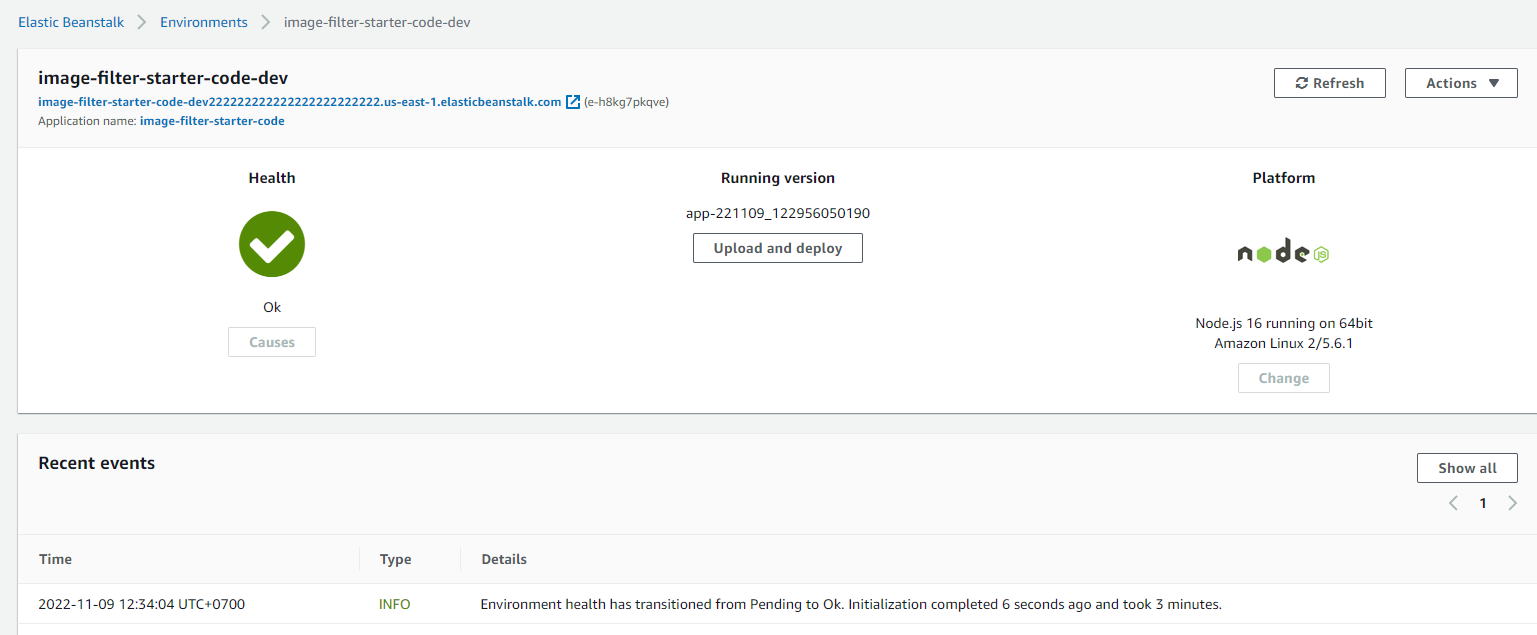 Elastic Beanstalk > Environments > image-filter-starter-code-dev
image-filter-starter-code-dev
Refresh
Actions
image-filter-starter-code-dev2222222222222222222222222.us-east-1.elasticbeanstalk.com (e-h8kg7pkqve)
Application name: image-filter-starter-code
Health
Running version
Platform
app-221109_122956050190
Upload and deploy
node
JS
Ok
Causes
Node.js 16 running on 64bit
Amazon Linux 2/5.6.1
Change
Recent events
Show all
1
Time Type Details
2022-11-09 12:34:04 UTC+0700 INFO Environment health has transitioned from Pending to Ok. Initialization completed 6 seconds ago and took 3 minutes.